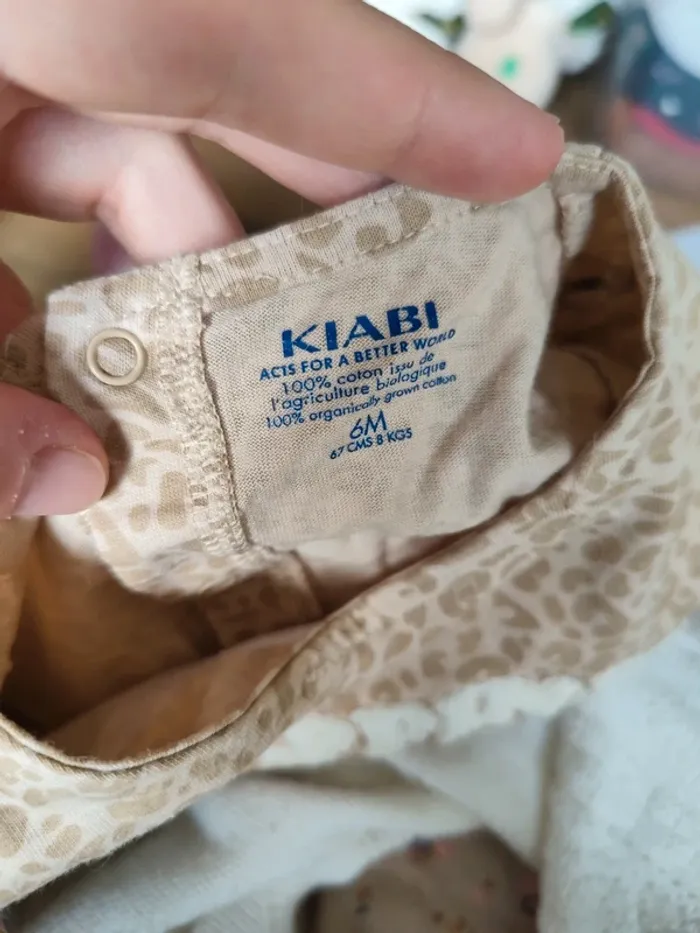 KIABI
ACTS FOR A BETTER WORLD
100% coton issu de
l'agriculture biologique
100% organically grown cotton
6M
67 CMS 8 KGS